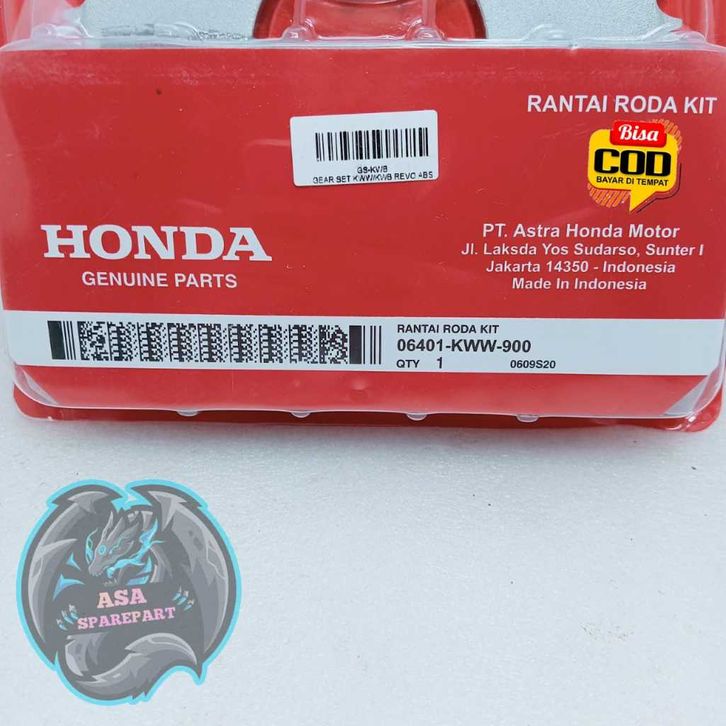 RANTAI RODA KIT
Bisa
COD
BAYAR DI TEMPAT
GS-KWB
GEAR SET KWW/KWB REVO ABS
HONDA
GENUINE PARTS
PT. Astra Honda Motor
Jl. Laksda Yos Sudarso, Sunter I
Jakarta 14350 - Indonesia
Made In Indonesia
RANTAI RODA KIT
06401-KWW-900
QTY 1 0609S20
ASA
SPAREPART